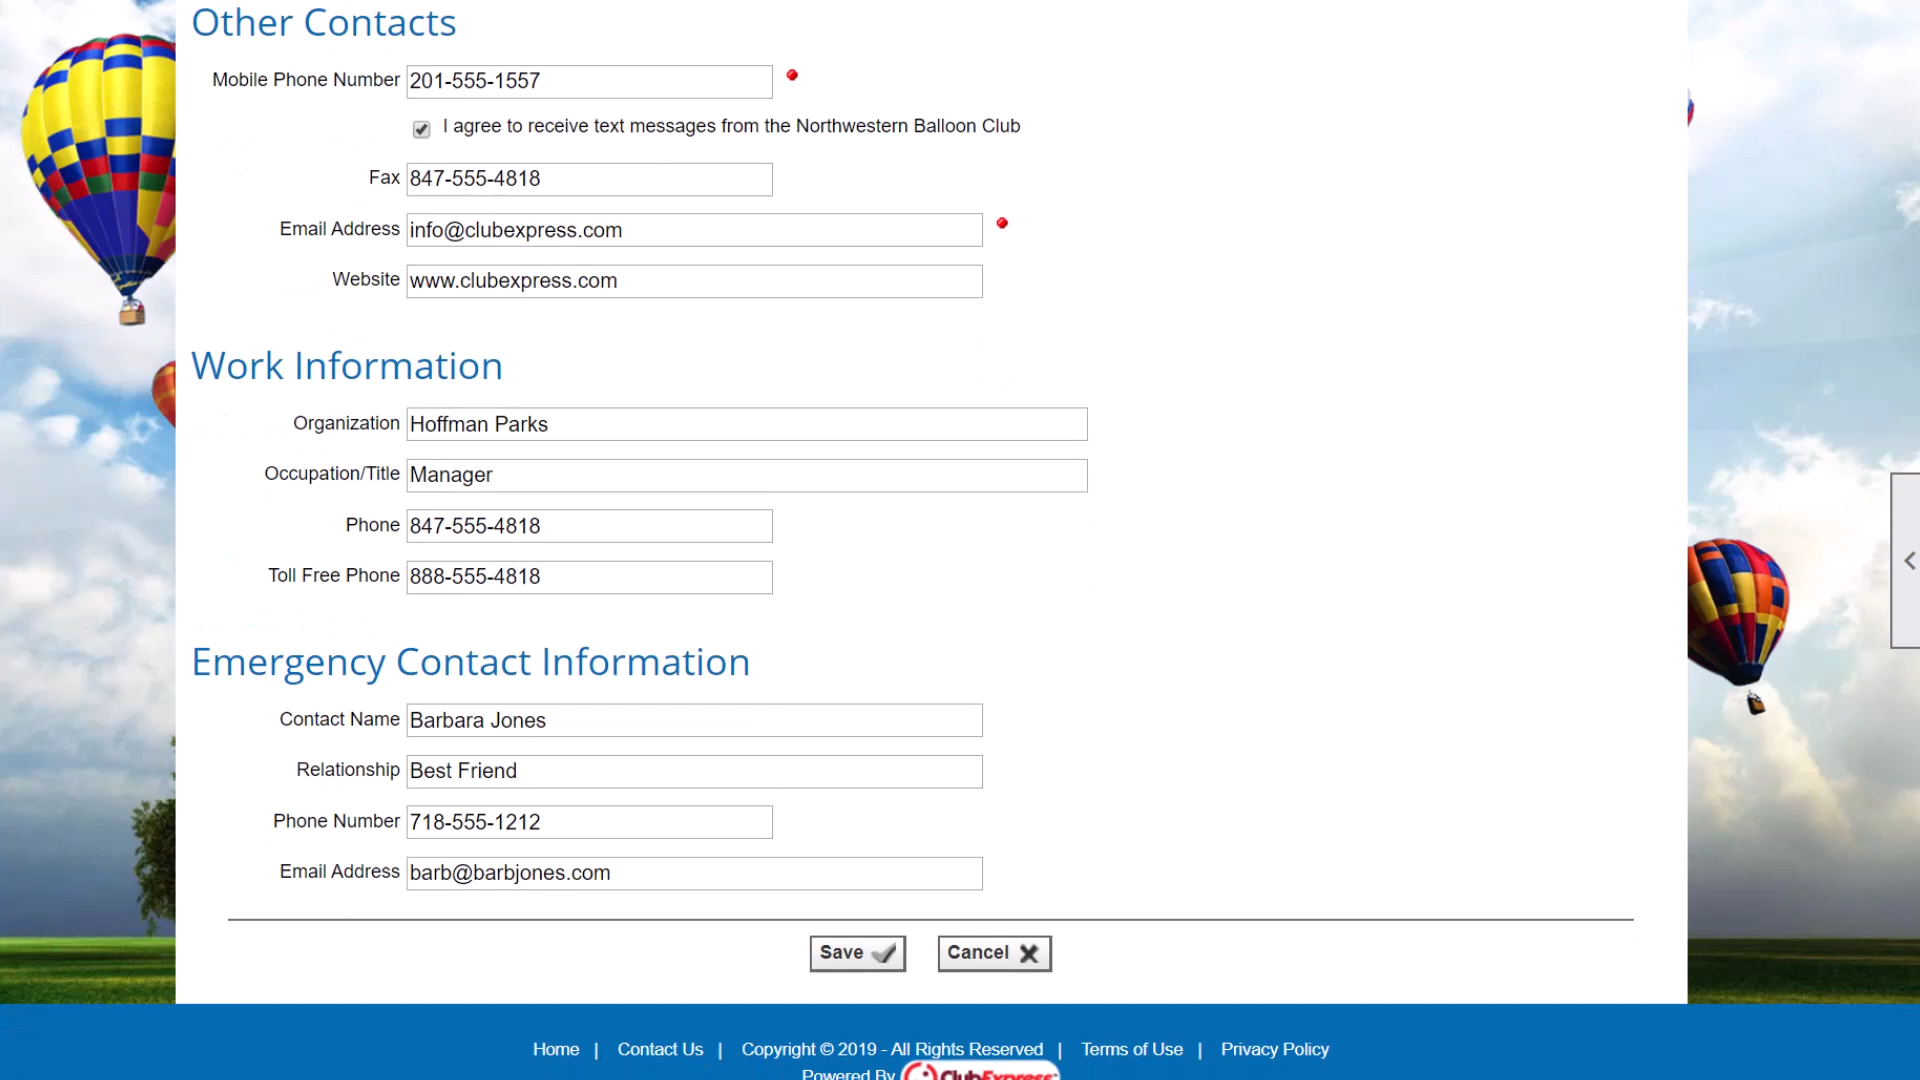 Other Contacts
Mobile Phone Number 201-555-1557
I agree to receive text messages from the Northwestern Balloon Club
Fax 847-555-4818
Email Address info@clubexpress.com
Website www.clubexpress.com
Work Information
Organization Hoffman Parks
Occupation/Title Manager
Phone 847-555-4818
Toll Free Phone 888-555-4818
Emergency Contact Information
Contact Name Barbara Jones
Relationship Best Friend
Phone Number 718-555-1212
Email Address barb@barbjones.com
Save Cancel
Home | Contact Us | Copyright © 2019 - All Rights Reserved | Terms of Use | Privacy Policy
Powered By ClubExpress